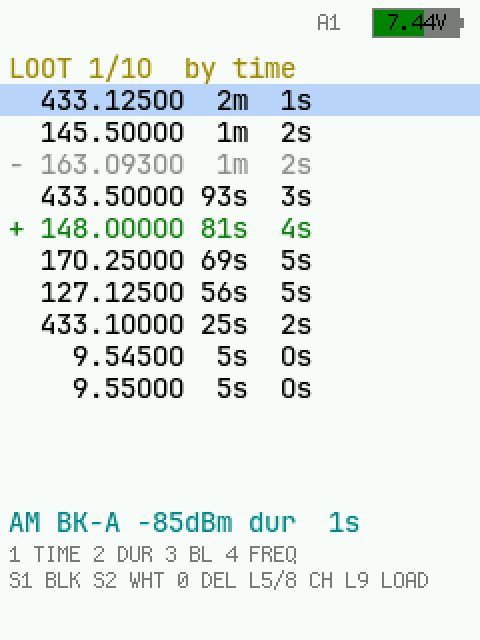 A1 7.44V
LOOT 1/10 by time
433.12500 2m 1s
145.50000 1m 2s
- 163.09300 1m 2s
433.50000 93s 3s
+ 148.00000 81s 4s
170.25000 69s 5s
127.12500 56s 5s
433.10000 25s 2s
9.54500 5s 0s
9.55000 5s 0s
AM BK-A -85dBm dur 1s
1 TIME 2 DUR 3 BL 4 FREQ
S1 BLK S2 WHT 0 DEL L5/8 CH L9 LOAD